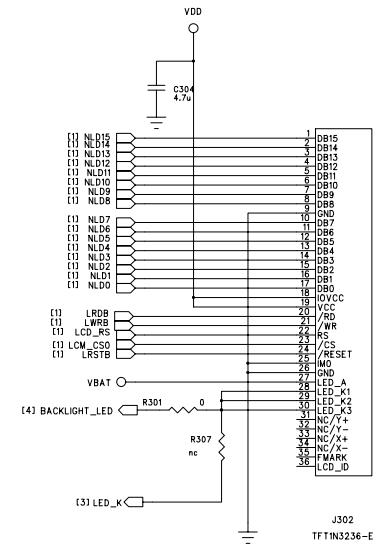 VDD
C304
4.7u
[1] NLD15 1 DB15
[1] NLD14 2 DB14
[1] NLD13 3 DB13
[1] NLD12 4 DB12
[1] NLD11 5 DB11
[1] NLD10 6 DB10
[1] NLD9 7 DB9
[1] NLD8 8 DB8
9 GND
[1] NLD7 10 DB7
[1] NLD6 11 DB6
[1] NLD5 12 DB5
[1] NLD4 13 DB4
[1] NLD3 14 DB3
[1] NLD2 15 DB2
[1] NLD1 16 DB1
[1] NLD0 17 DB0
18 IOVCC
19 VCC
[1] LRDB 20 /RD
[1] LWRB 21 /WR
[1] LCD_RS 22 RS
[1] LCM_CS0 23 /CS
[1] LRSTB 24 /RESET
25 IM0
26 GND
VBAT 27 LED_A
28 LED_K1
29 LED_K2
[4] BACKLIGHT_LED R301 0 30 LED_K3
31 NC/Y+
32 NC/Y-
33 NC/X+
34 NC/X-
35 FMARK
36 LCD_ID
R307
nc
[3] LED_K
J302
TFT1N3236-E